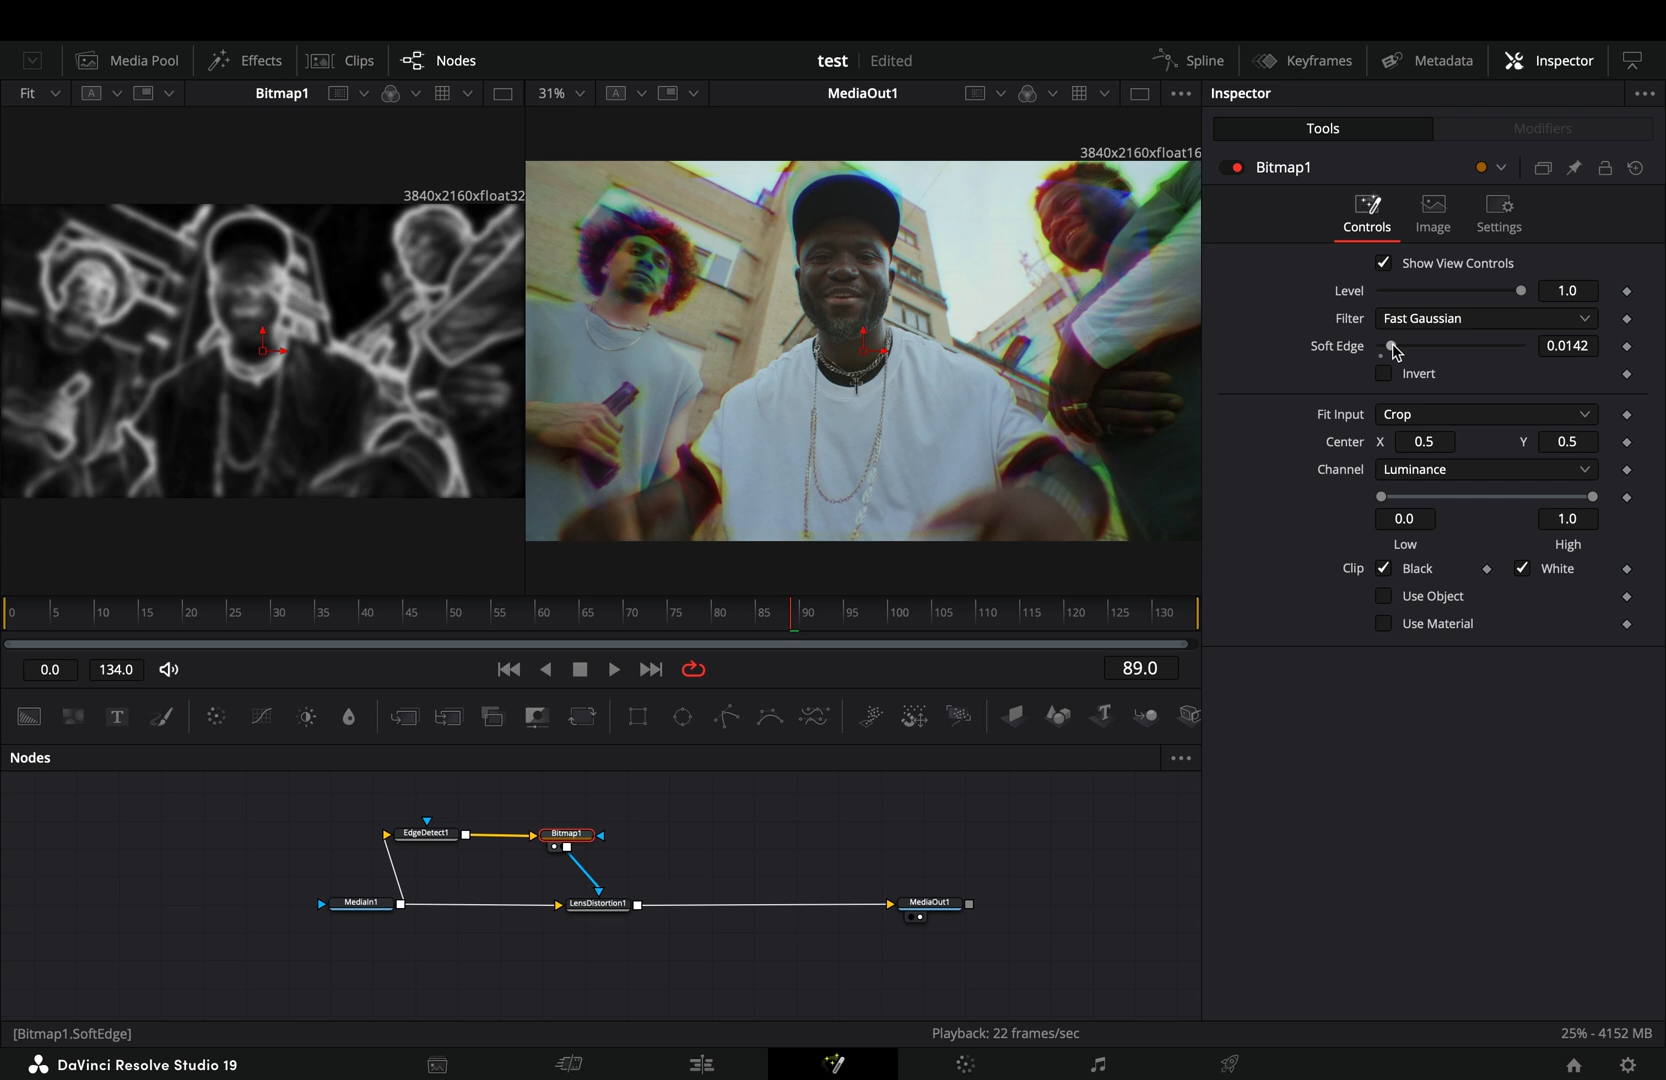 Media Pool
Effects
Clips
Nodes
test
Edited
Spline
Keyframes
Metadata
Inspector
Fit
A
Bitmap1
31%
A
MediaOut1
Inspector
Tools
Modifiers
3840x2160xfloat32
3840x2160xfloat16
Bitmap1
Controls
Image
Settings
Show View Controls
Level
1.0
Filter
Fast Gaussian
Soft Edge
0.0142
Invert
Fit Input
Crop
Center
X
0.5
Y
0.5
Channel
Luminance
0.0
1.0
Low
High
Clip
Black
White
Use Object
Use Material
0
5
10
15
20
25
30
35
40
45
50
55
60
65
70
75
80
85
90
95
100
105
110
115
120
125
130
0.0
134.0
89.0
T
T
Nodes
EdgeDetect1
Bitmap1
MediaIn1
LensDistortion1
MediaOut1
[Bitmap1.SoftEdge]
Playback: 22 frames/sec
25% - 4152 MB
DaVinci Resolve Studio 19